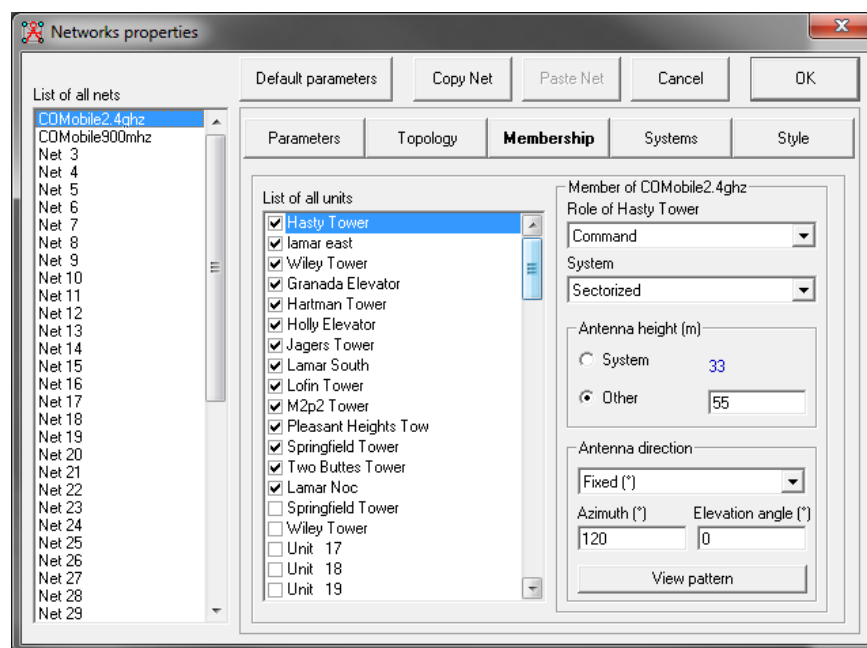 Networks properties
Default parameters
Copy Net
Paste Net
Cancel
OK
List of all nets
COMobile2.4ghz
COMobile900mhz
Net 3
Net 4
Net 5
Net 6
Net 7
Net 8
Net 9
Net 10
Net 11
Net 12
Net 13
Net 14
Net 15
Net 16
Net 17
Net 18
Net 19
Net 20
Net 21
Net 22
Net 23
Net 24
Net 25
Net 26
Net 27
Net 28
Net 29
Parameters
Topology
Membership
Systems
Style
List of all units
Hasty Tower
lamar east
Wiley Tower
Granada Elevator
Hartman Tower
Holly Elevator
Jagers Tower
Lamar South
Lofin Tower
M2p2 Tower
Pleasant Heights Tow
Springfield Tower
Two Buttes Tower
Lamar Noc
Springfield Tower
Wiley Tower
Unit 17
Unit 18
Unit 19
Member of COMobile2.4ghz
Role of Hasty Tower
Command
System
Sectorized
Antenna height (m)
System 33
Other 55
Antenna direction
Fixed (°)
Azimuth (°) Elevation angle (°)
120 0
View pattern